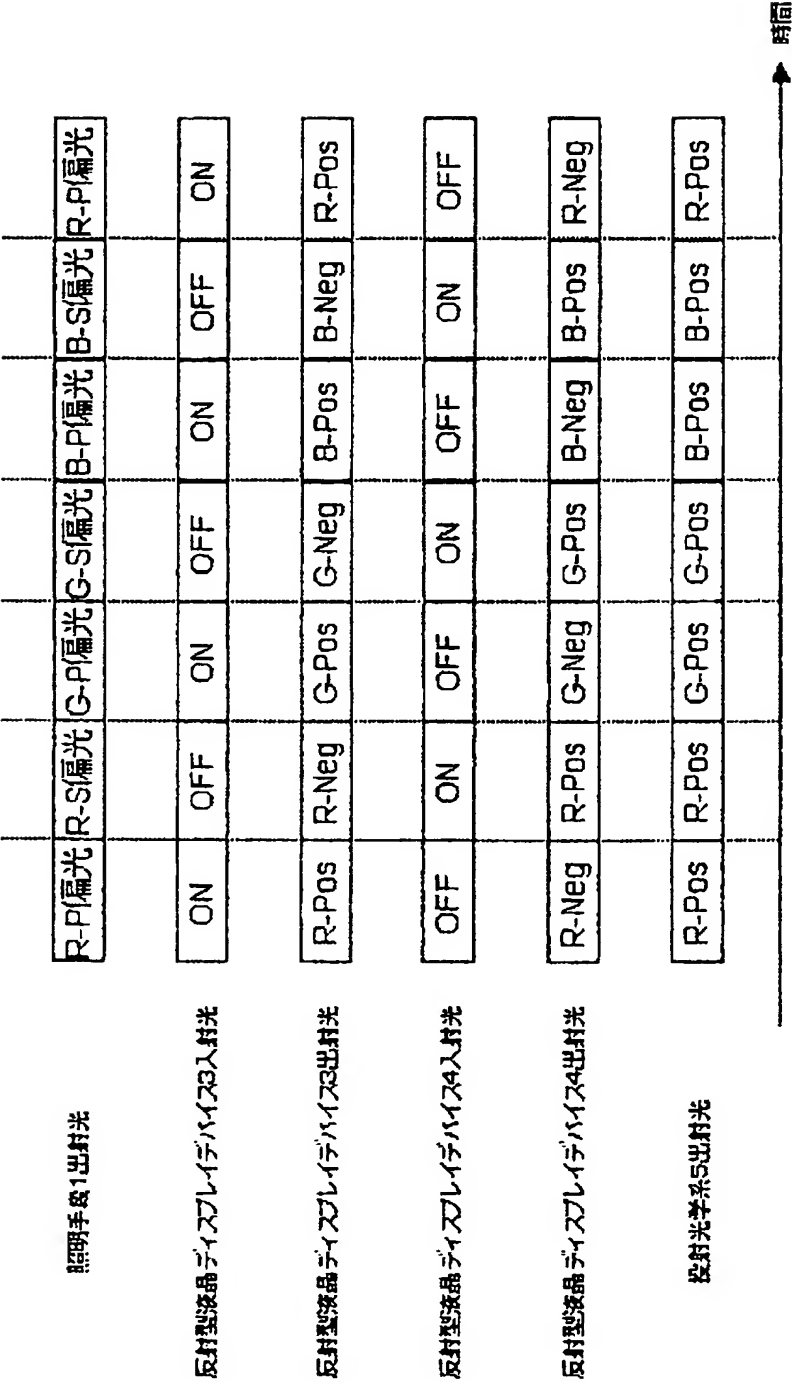 照明手段1出射光 R-P偏光 R-S偏光 G-P偏光 G-S偏光 B-P偏光 B-S偏光 R-P偏光
反射型液晶ディスプレイデバイス3入射光 ON OFF ON OFF ON OFF ON
反射型液晶ディスプレイデバイス3出射光 R-Pos R-Neg G-Pos G-Neg B-Pos B-Neg R-Pos
反射型液晶ディスプレイデバイス4入射光 OFF ON OFF ON OFF ON OFF
反射型液晶ディスプレイデバイス4出射光 R-Neg R-Pos G-Neg G-Pos B-Neg B-Pos R-Neg
投射光学系5出射光 R-Pos R-Pos G-Pos G-Pos B-Pos B-Pos R-Pos
時間